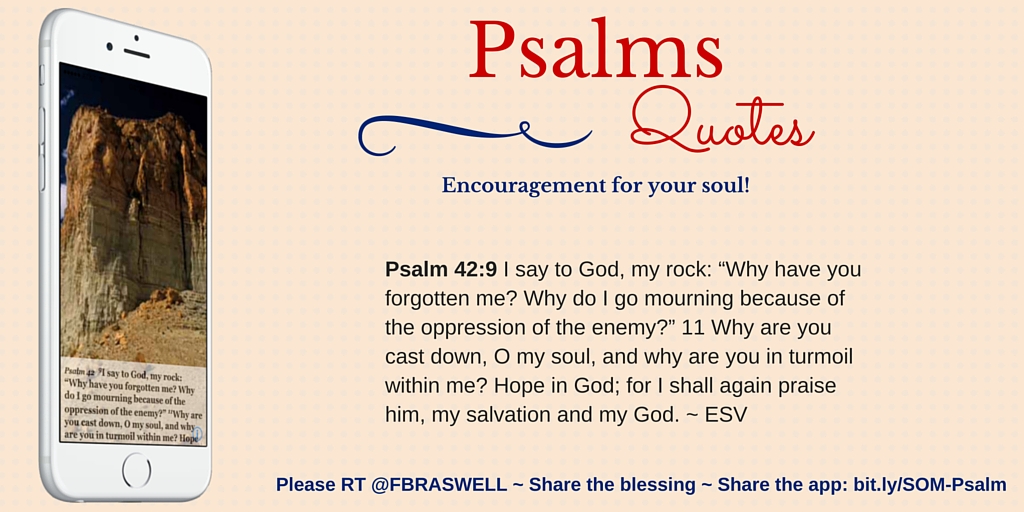 Psalms
Quotes
Encouragement for your soul!
Psalm 42:9 I say to God, my rock: “Why have you
forgotten me? Why do I go mourning because of
the oppression of the enemy?” 11 Why are you
cast down, O my soul, and why are you in turmoil
within me? Hope in God; for I shall again praise
him, my salvation and my God. ~ ESV
Psalm 42 ⁹I say to God, my rock:
“Why have you forgotten me? Why
do I go mourning because of the
oppression of the enemy?” ¹¹Why are
you cast down, O my soul, and why
are you in turmoil within me? Hope
Please RT @FBRASWELL ~ Share the blessing ~ Share the app: bit.ly/SOM-Psalm